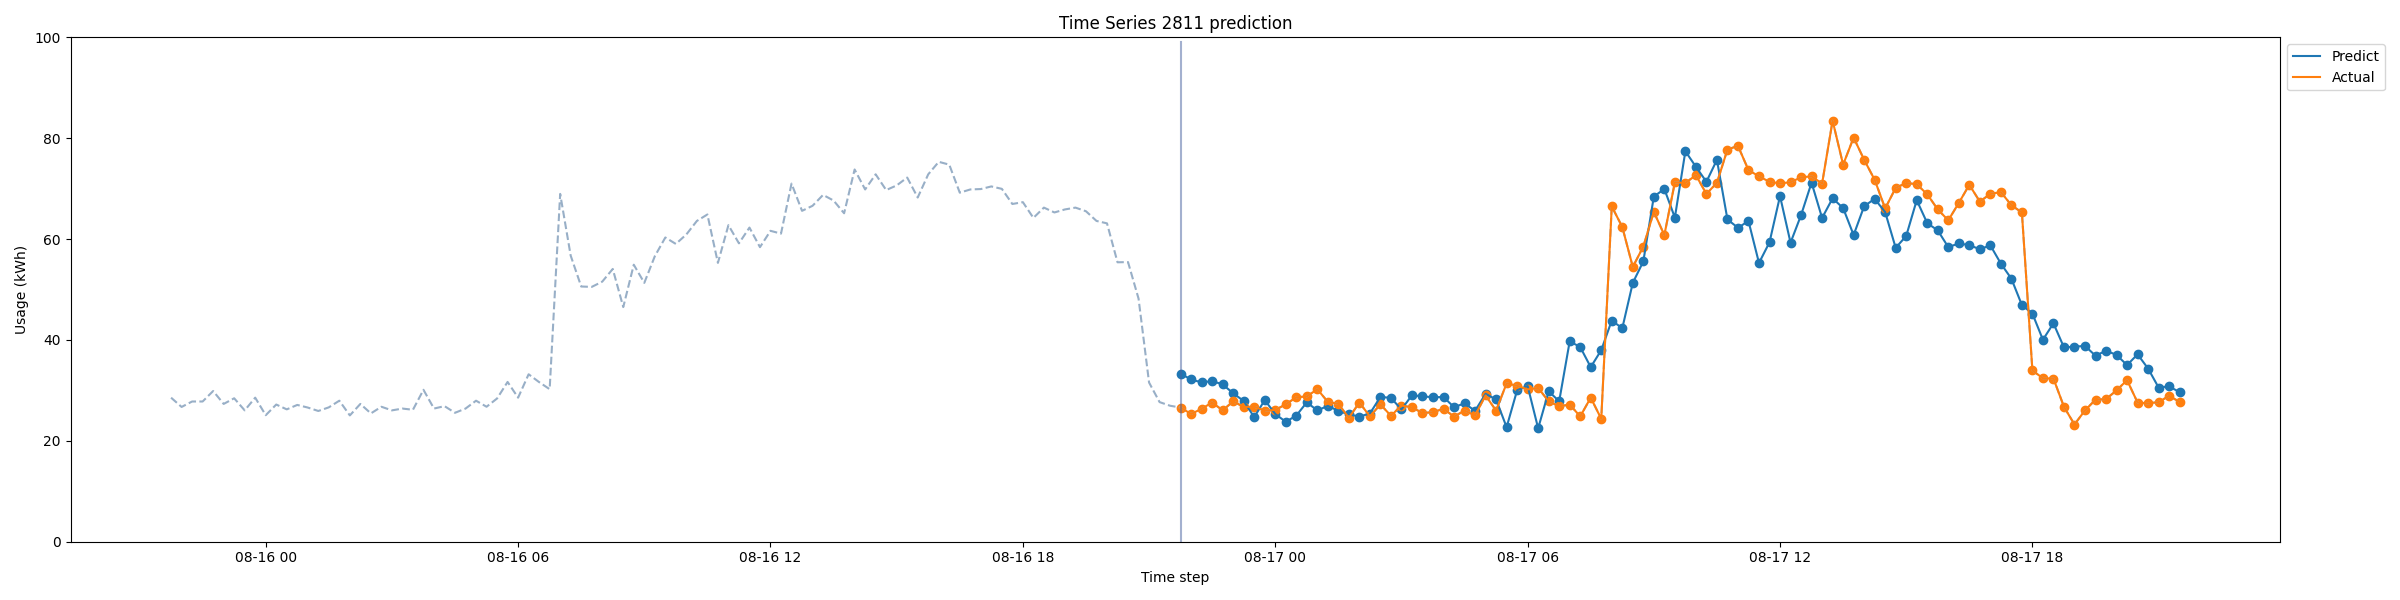 Time Series 2811 prediction
Usage (kWh)
100
80
60
40
20
0
Predict
Actual
08-16 00
08-16 06
08-16 12
08-16 18
08-17 00
08-17 06
08-17 12
08-17 18
Time step